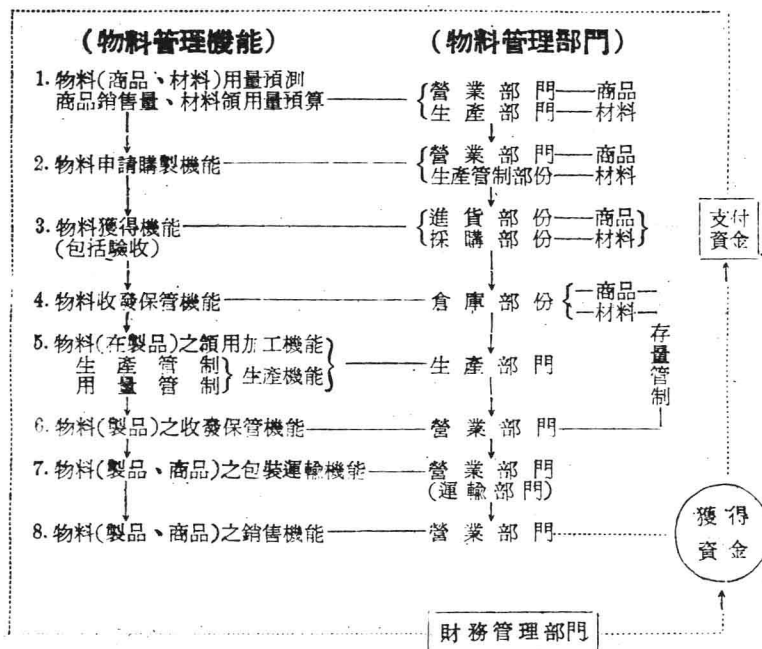 (物料管理機能) (物料管理部門)
1. 物料(商品、材料)用量預測
商品銷售量、材料領用量預算
營業部門——商品
生產部門——材料
2. 物料申請購製機能
營業部門——商品
生產管制部份—材料
3. 物料獲得機能
(包括驗收)
進貨部份——商品
採購部份——材料
支付
資金
4. 物料收發保管機能
倉庫部份
—商品—
—材料—
存量管制
5. 物料(在製品)之領用加工機能
生產管制
用量管制
生產機能
生產部門
6. 物料(製品)之收發保管機能
營業部門
7. 物料(製品、商品)之包裝運輸機能
營業部門
(運輸部門)
8. 物料(製品、商品)之銷售機能
營業部門
獲得
資金
財務管理部門